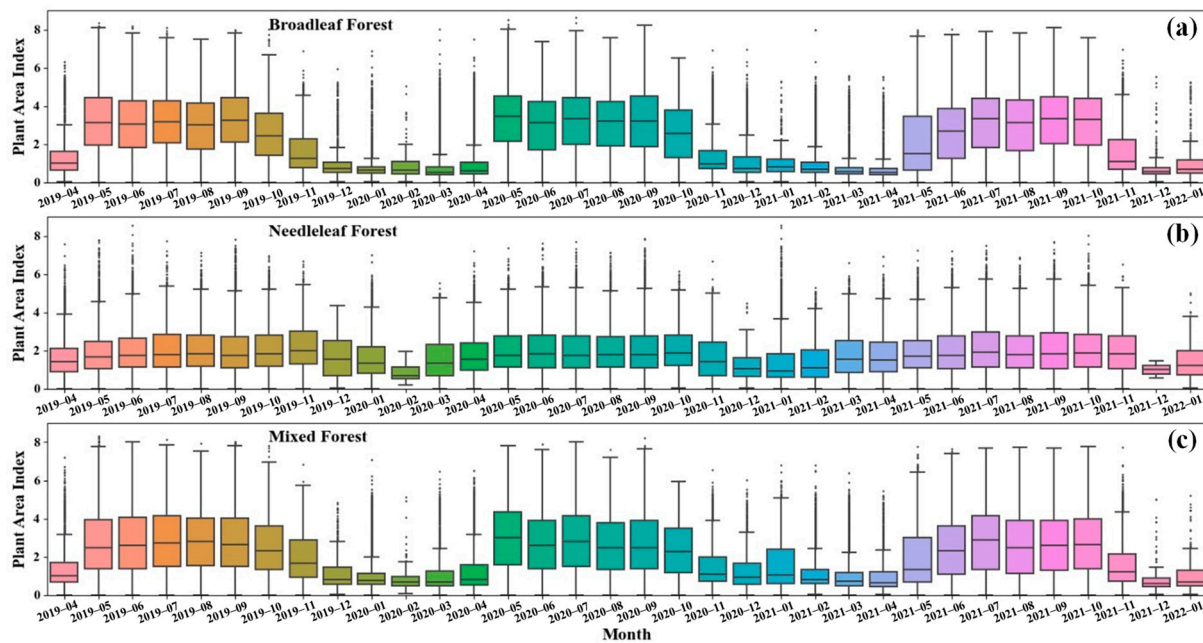 Broadleaf Forest
(a)
Plant Area Index
8
6
4
2
0
2019-04 2019-05 2019-06 2019-07 2019-08 2019-09 2019-10 2019-11 2019-12 2020-01 2020-02 2020-03 2020-04 2020-05 2020-06 2020-07 2020-08 2020-09 2020-10 2020-11 2020-12 2021-01 2021-02 2021-03 2021-04 2021-05 2021-06 2021-07 2021-08 2021-09 2021-10 2021-11 2021-12 2022-01
Needleleaf Forest
(b)
Plant Area Index
8
6
4
2
0
2019-04 2019-05 2019-06 2019-07 2019-08 2019-09 2019-10 2019-11 2019-12 2020-01 2020-02 2020-03 2020-04 2020-05 2020-06 2020-07 2020-08 2020-09 2020-10 2020-11 2020-12 2021-01 2021-02 2021-03 2021-04 2021-05 2021-06 2021-07 2021-08 2021-09 2021-10 2021-11 2021-12 2022-01
Mixed Forest
(c)
Plant Area Index
8
6
4
2
0
2019-04 2019-05 2019-06 2019-07 2019-08 2019-09 2019-10 2019-11 2019-12 2020-01 2020-02 2020-03 2020-04 2020-05 2020-06 2020-07 2020-08 2020-09 2020-10 2020-11 2020-12 2021-01 2021-02 2021-03 2021-04 2021-05 2021-06 2021-07 2021-08 2021-09 2021-10 2021-11 2021-12 2022-01
Month